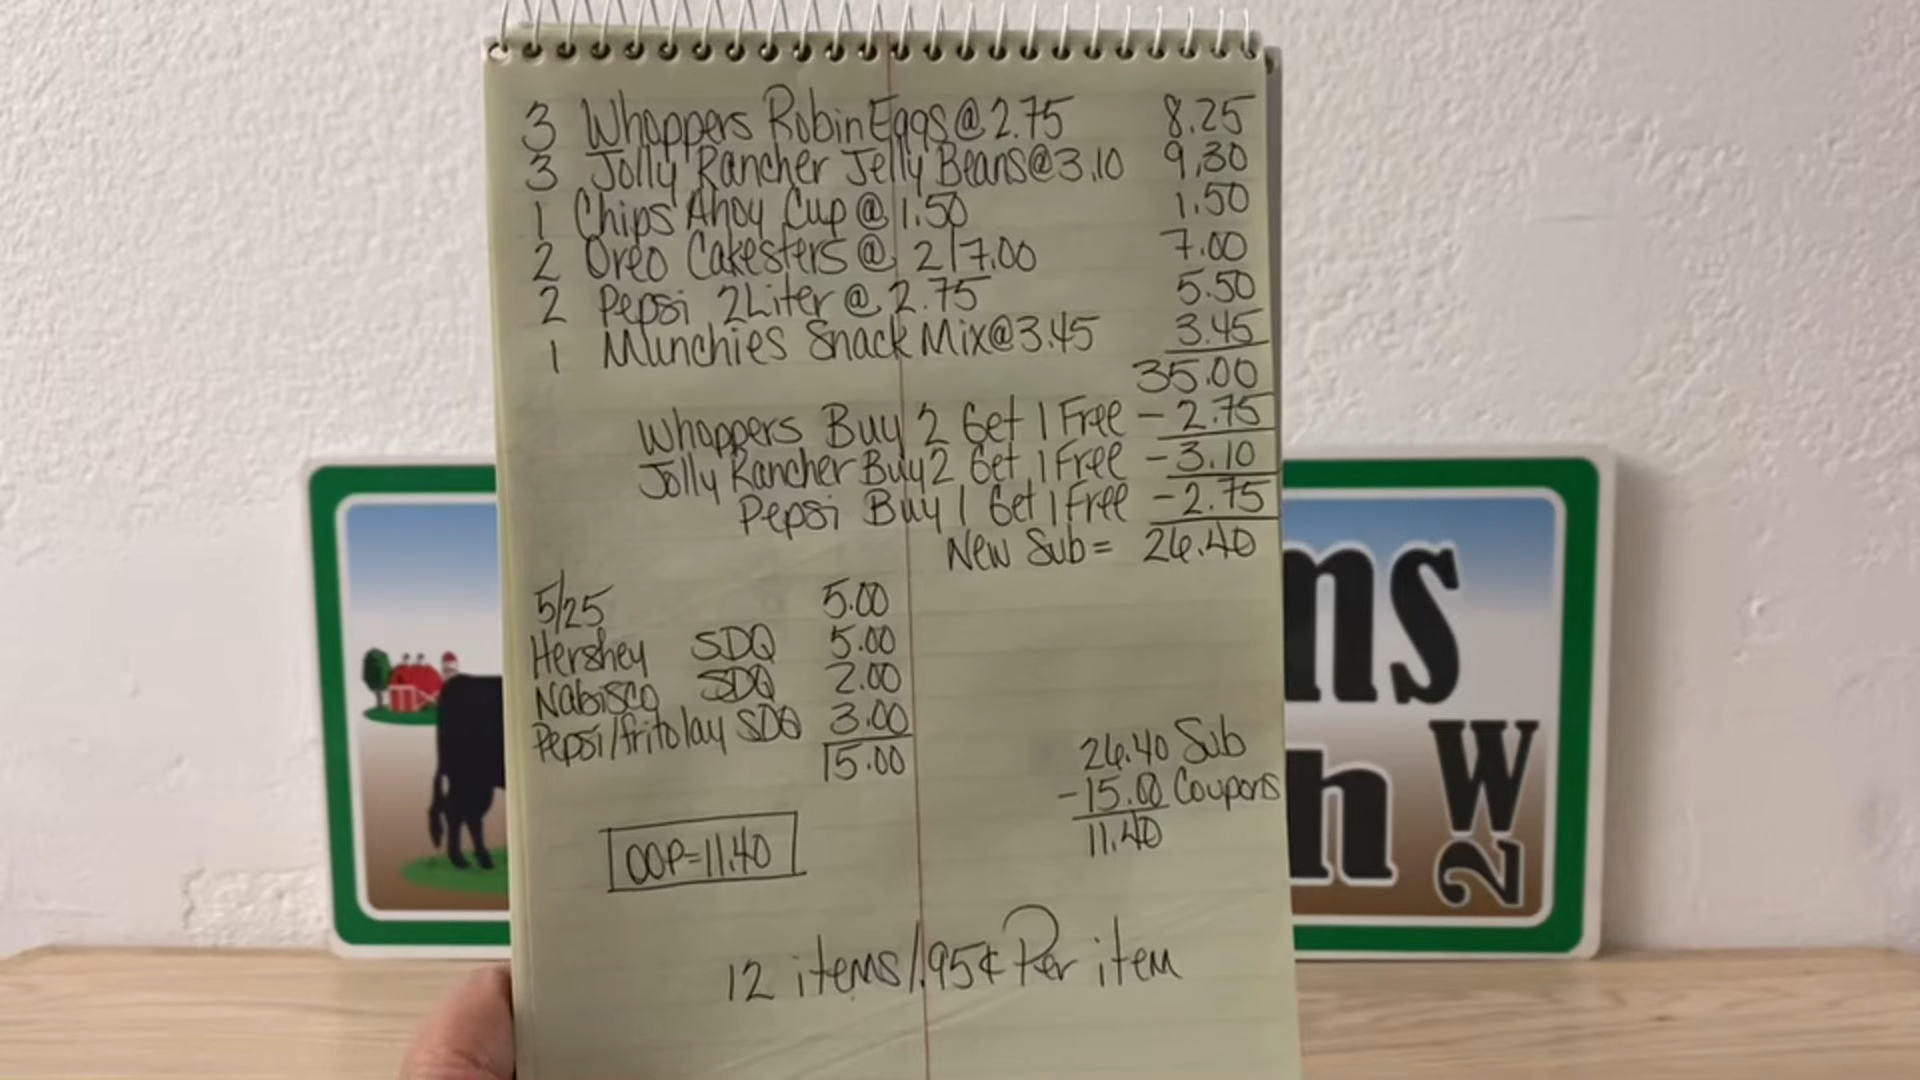 3 Whoppers Robin Eggs @ 2.75 8.25
3 Jolly Rancher Jelly Beans @ 3.10 9.30
1 Chips Ahoy Cup @ 1.50 1.50
2 Oreo Cakesters @ 2/7.00 7.00
2 Pepsi 2 Liter @ 2.75 5.50
1 Munchies Snack Mix @ 3.45 3.45
35.00
Whoppers Buy 2 Get 1 Free - 2.75
Jolly Rancher Buy 2 Get 1 Free - 3.10
Pepsi Buy 1 Get 1 Free - 2.75
New Sub = 26.40
5/25 5.00
Hershey SDQ 5.00
Nabisco SDQ 2.00
Pepsi/fritolay SDQ 3.00
15.00
26.40 Sub
-15.00 Coupons
11.40
OOP=11.40
12 items/.95¢ Per item
ms
h W2